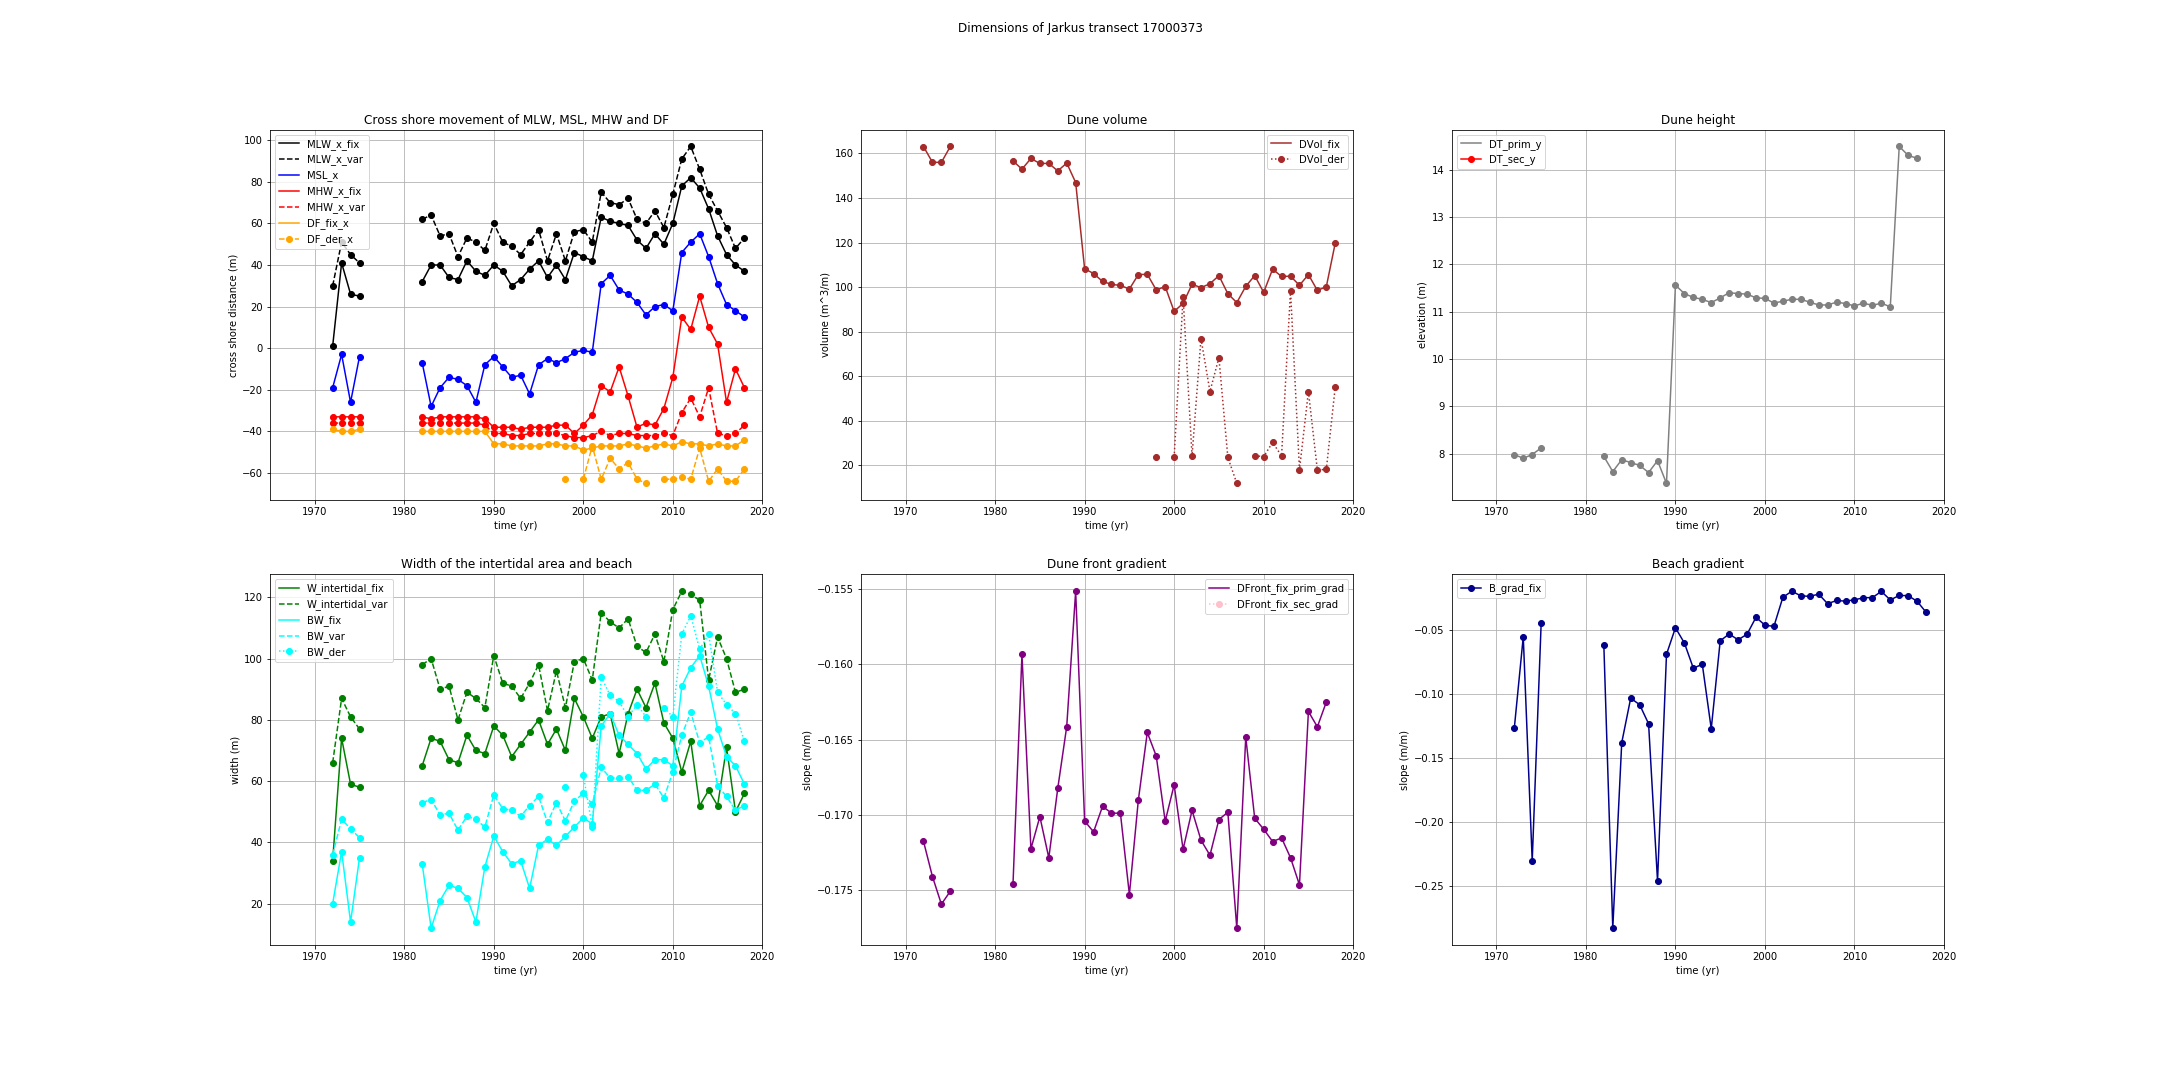 Dimensions of Jarkus transect 17000373
Cross shore movement of MLW, MSL, MHW and DF
cross shore distance (m)
100
80
60
40
20
0
−20
−40
−60
MLW_x_fix
MLW_x_var
MSL_x
MHW_x_fix
MHW_x_var
DF_fix_x
DF_der_x
1970 1980 1990 2000 2010 2020
time (yr)
Dune volume
volume (m^3/m)
160
140
120
100
80
60
40
20
DVol_fix
DVol_der
1970 1980 1990 2000 2010 2020
time (yr)
Dune height
elevation (m)
14
13
12
11
10
9
8
DT_prim_y
DT_sec_y
1970 1980 1990 2000 2010 2020
time (yr)
Width of the intertidal area and beach
width (m)
120
100
80
60
40
20
W_intertidal_fix
W_intertidal_var
BW_fix
BW_var
BW_der
1970 1980 1990 2000 2010 2020
time (yr)
Dune front gradient
slope (m/m)
−0.155
−0.160
−0.165
−0.170
−0.175
DFront_fix_prim_grad
DFront_fix_sec_grad
1970 1980 1990 2000 2010 2020
time (yr)
Beach gradient
slope (m/m)
−0.05
−0.10
−0.15
−0.20
−0.25
B_grad_fix
1970 1980 1990 2000 2010 2020
time (yr)